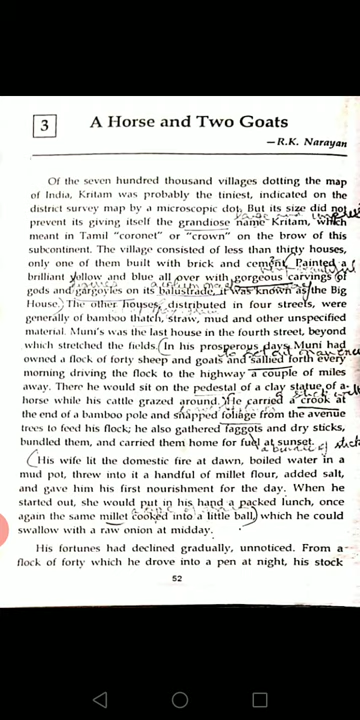 3
A Horse and Two Goats
—R.K. Narayan
Of the seven hundred thousand villages dotting the map
of India, Kritam was probably the tiniest, indicated on the
district survey map by a microscopic dot. But its size did not
prevent its giving itself the grandiose name Kritam, which
meant in Tamil "coronet" or "crown" on the brow of this
subcontinent. The village consisted of less than thirty houses,
only one of them built with brick and cement. Painted a
brilliant yellow and blue all over with gorgeous carvings of
gods and gargoyles on its balustrade, it was known as the Big
House. The other houses, distributed in four streets, were
generally of bamboo thatch, straw, mud and other unspecified
material. Muni's was the last house in the fourth street, beyond
which stretched the fields. In his prosperous days Muni had
owned a flock of forty sheep and goats and sallied forth every
morning driving the flock to the highway a couple of miles
away. There he would sit on the pedestal of a clay statue of a
horse while his cattle grazed around. He carried a crook at
the end of a bamboo pole and snapped foliage from the avenue
trees to feed his flock; he also gathered faggots and dry sticks,
bundled them, and carried them home for fuel at sunset.
a bundle of sticks
His wife lit the domestic fire at dawn, boiled water in a
mud pot, threw into it a handful of millet flour, added salt,
and gave him his first nourishment for the day. When he
started out, she would put in his hand a packed lunch, once
again the same millet cooked into a little ball, which he could
swallow with a raw onion at midday.
His fortunes had declined gradually, unnoticed. From a
flock of forty which he drove into a pen at night, his stock
52